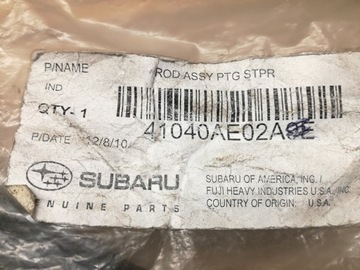 P/NAME ROD ASSY PTG STPR
IND
QTY- 1
41040AE02A
P/DATE 12/8/10
SUBARU
GENUINE PARTS
SUBARU OF AMERICA, INC. /
FUJI HEAVY INDUSTRIES U.S.A. INC
COUNTRY OF ORIGIN: U.S.A.